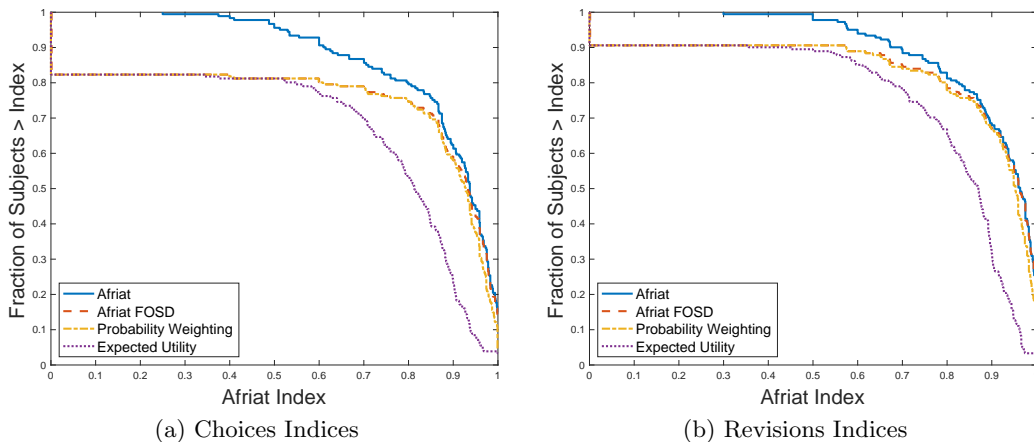 1
0.9
0.8
0.7
0.6
0.5
0.4
0.3
0.2
0.1
0
Fraction of Subjects > Index
Afriat
Afriat FOSD
Probability Weighting
Expected Utility
0 0.1 0.2 0.3 0.4 0.5 0.6 0.7 0.8 0.9 1
Afriat Index
(a) Choices Indices
1
0.9
0.8
0.7
0.6
0.5
0.4
0.3
0.2
0.1
0
Fraction of Subjects > Index
Afriat
Afriat FOSD
Probability Weighting
Expected Utility
0 0.1 0.2 0.3 0.4 0.5 0.6 0.7 0.8 0.9
Afriat Index
(b) Revisions Indices